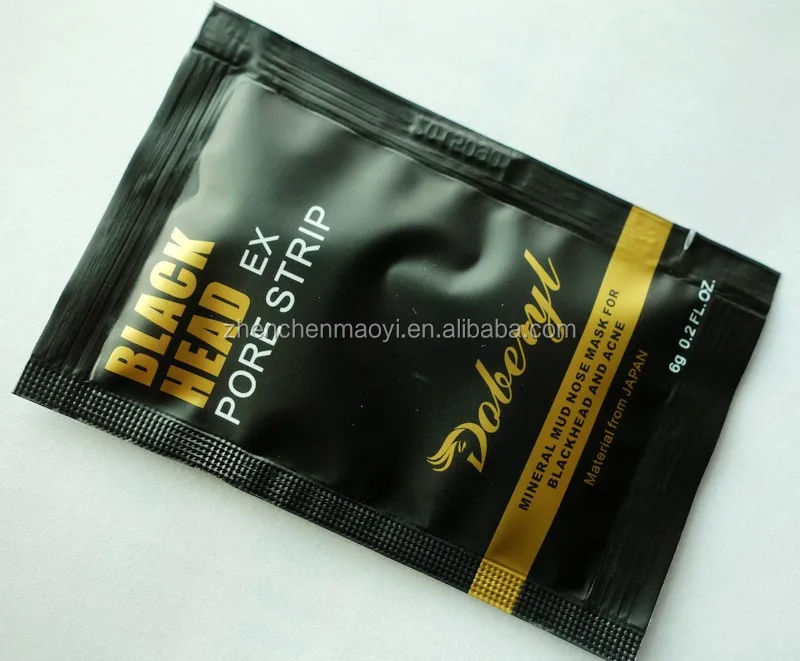 BLACK
HEAD EX
PORE STRIP
zhenchenmaoyi.en.alibaba.com
Doberyl
MINERAL MUD NOSE MASK FOR
BLACKHEAD AND ACNE
Material from JAPAN
6g 0.2 FL.OZ.